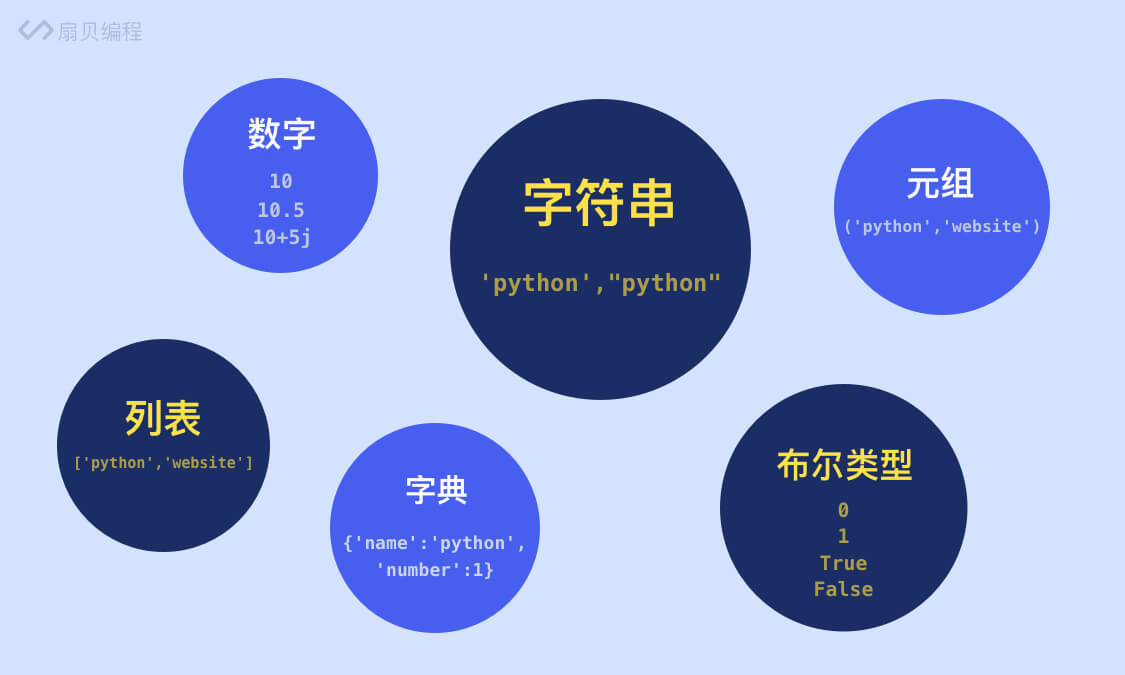 扇贝编程
数字
10
10.5
10+5j
字符串
'python',"python"
元组
('python','website')
列表
['python','website']
字典
{'name':'python',
'number':1}
布尔类型
0
1
True
False